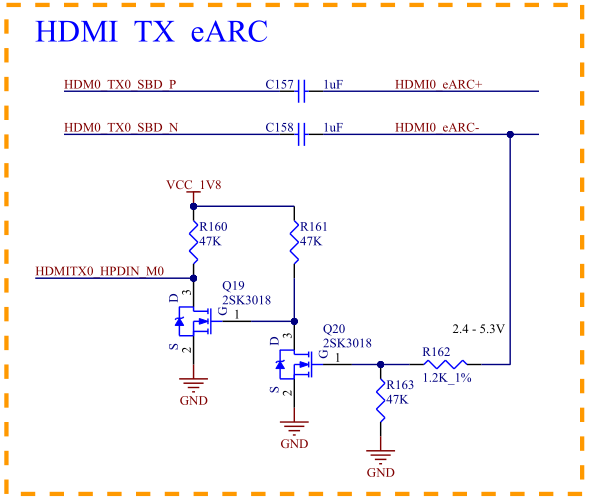 HDMI TX eARC
HDM0_TX0_SBD_P
C157
1uF
HDMI0_eARC+
HDM0_TX0_SBD_N
C158
1uF
HDMI0_eARC-
VCC_1V8
R160
47K
R161
47K
HDMITX0_HPDIN_M0
Q19
2SK3018
D
3
G
1
S
2
GND
Q20
2SK3018
D
3
G
1
S
2
GND
2.4 - 5.3V
R162
1.2K_1%
R163
47K
GND